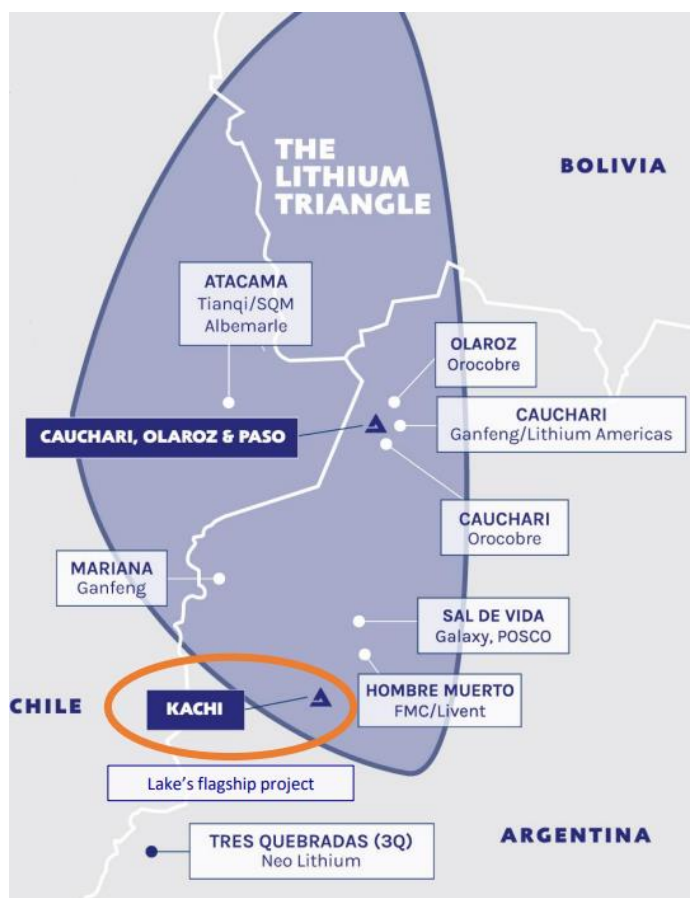 THE
LITHIUM
TRIANGLE
BOLIVIA
ATACAMA
Tianqi/SQM
Albemarle
OLAROZ
Orocobre
CAUCHARI, OLAROZ & PASO
CAUCHARI
Ganfeng/Lithium Americas
CAUCHARI
Orocobre
MARIANA
Ganfeng
SAL DE VIDA
Galaxy, POSCO
HOMBRE MUERTO
FMC/Livent
CHILE
KACHI
Lake's flagship project
TRES QUEBRADAS (3Q)
Neo Lithium
ARGENTINA